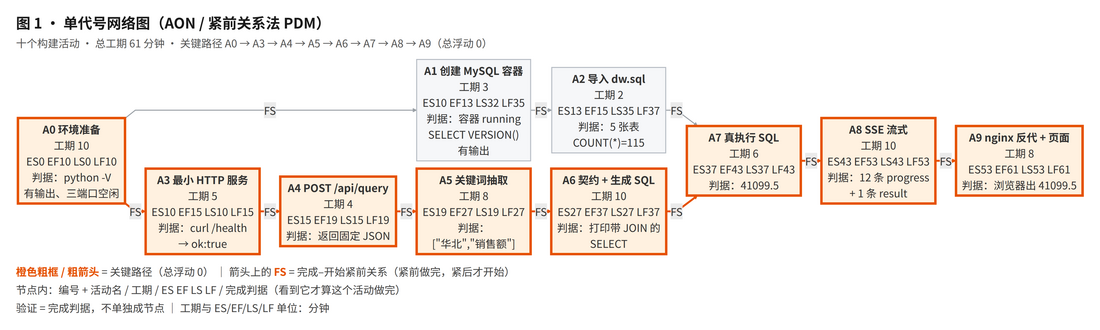 图 1 · 单代号网络图（AON / 紧前关系法 PDM）
十个构建活动 · 总工期 61 分钟 · 关键路径 A0 → A3 → A4 → A5 → A6 → A7 → A8 → A9（总浮动 0）
A0 环境准备
工期 10
ES0 EF10 LS0 LF10
判据：python -V
有输出、三端口空闲
FS
FS
A1 创建 MySQL 容器
工期 3
ES10 EF13 LS32 LF35
判据：容器 running
SELECT VERSION()
有输出
FS
A2 导入 dw.sql
工期 2
ES13 EF15 LS35 LF37
判据：5 张表
COUNT(*)=115
FS
A3 最小 HTTP 服务
工期 5
ES10 EF15 LS10 LF15
判据：curl /health
→ ok:true
FS
A4 POST /api/query
工期 4
ES15 EF19 LS15 LF19
判据：返回固定 JSON
FS
A5 关键词抽取
工期 8
ES19 EF27 LS19 LF27
判据：
["华北","销售额"]
FS
A6 契约 + 生成 SQL
工期 10
ES27 EF37 LS27 LF37
判据：打印带 JOIN 的
SELECT
FS
A7 真执行 SQL
工期 6
ES37 EF43 LS37 LF43
判据：41099.5
FS
A8 SSE 流式
工期 10
ES43 EF53 LS43 LF53
判据：12 条 progress
+ 1 条 result
FS
A9 nginx 反代 + 页面
工期 8
ES53 EF61 LS53 LF61
判据：浏览器出 41099.5
橙色粗框 / 粗箭头 = 关键路径（总浮动 0） ｜ 箭头上的 FS = 完成–开始紧前关系（紧前做完，紧后才开始）
节点内：编号 + 活动名 / 工期 / ES EF LS LF / 完成判据（看到它才算这个活动做完）
验证 = 完成判据，不单独成节点 ｜ 工期与 ES/EF/LS/LF 单位：分钟